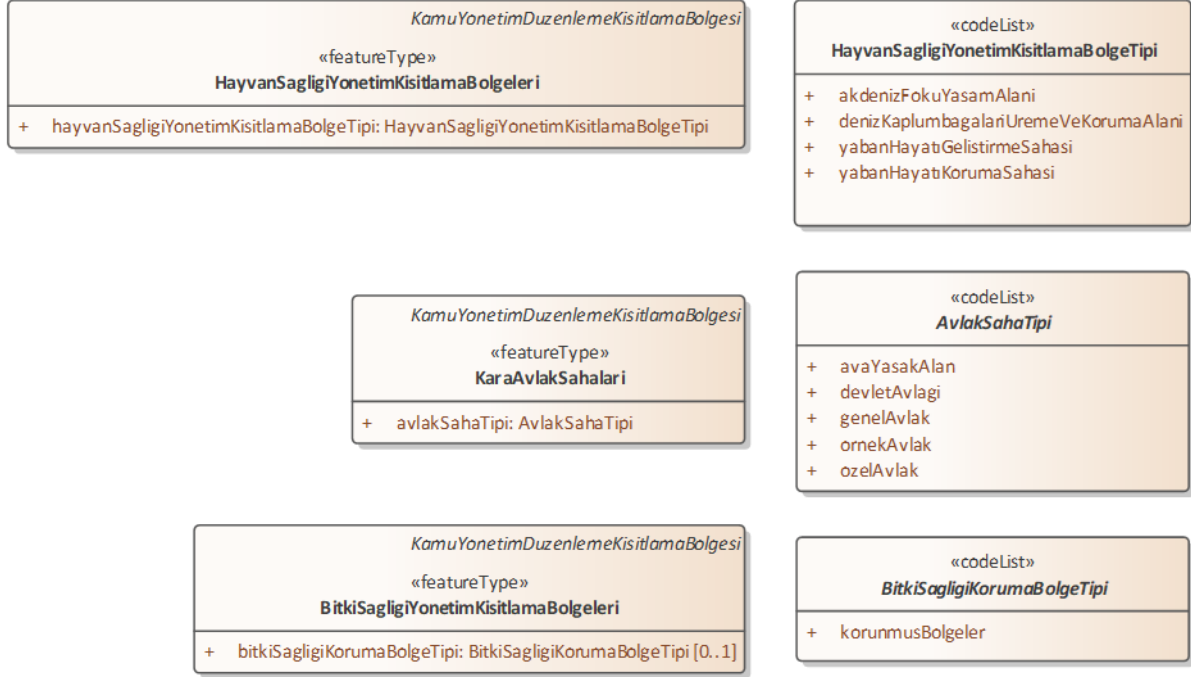 KamuYonetimDuzenlemeKisitlamaBolgesi
«featureType»
HayvanSagligiYonetimKisitlamaBolgeleri
+ hayvanSagligiYonetimKisitlamaBolgeTipi: HayvanSagligiYonetimKisitlamaBolgeTipi
«codeList»
HayvanSagligiYonetimKisitlamaBolgeTipi
+ akdenizFokuYasamAlani
+ denizKaplumbagalariUremeVeKorumaAlani
+ yabanHayatıGelistirmeSahasi
+ yabanHayatıKorumaSahasi
KamuYonetimDuzenlemeKisitlamaBolgesi
«featureType»
KaraAvlakSahalari
+ avlakSahaTipi: AvlakSahaTipi
«codeList»
AvlakSahaTipi
+ avaYasakAlan
+ devletAvlagi
+ genelAvlak
+ ornekAvlak
+ ozelAvlak
KamuYonetimDuzenlemeKisitlamaBolgesi
«featureType»
BitkiSagligiYonetimKisitlamaBolgeleri
+ bitkiSagligiKorumaBolgeTipi: BitkiSagligiKorumaBolgeTipi [0..1]
«codeList»
BitkiSagligiKorumaBolgeTipi
+ korunmusBolgeler